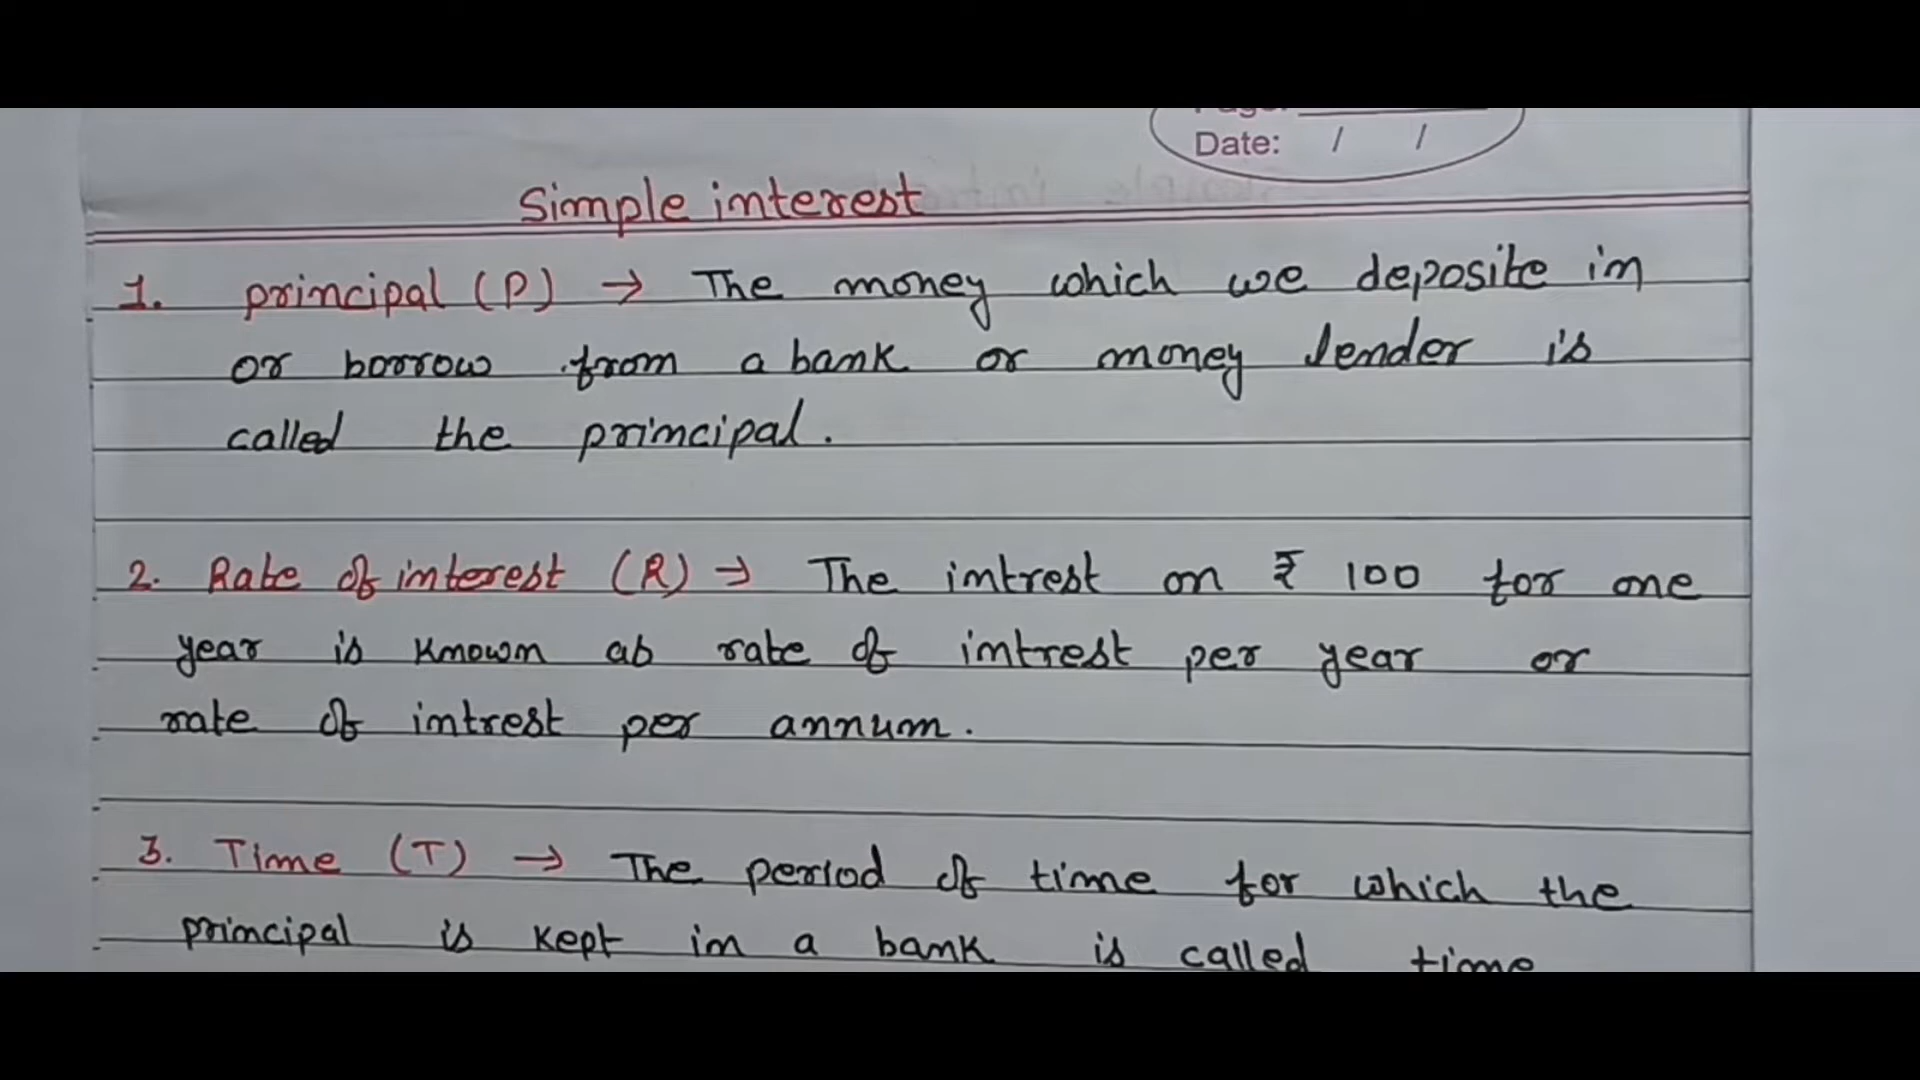 Date: / /
Simple interest
1. principal (P) → The money which we deposite in
or borrow from a bank or money lender is
called the principal.
2. Rate of interest (R) → The intrest on ₹ 100 for one
year is known as rate of intrest per year or
rate of intrest per annum.
3. Time (T) → The period of time for which the
principal is kept in a bank is called time